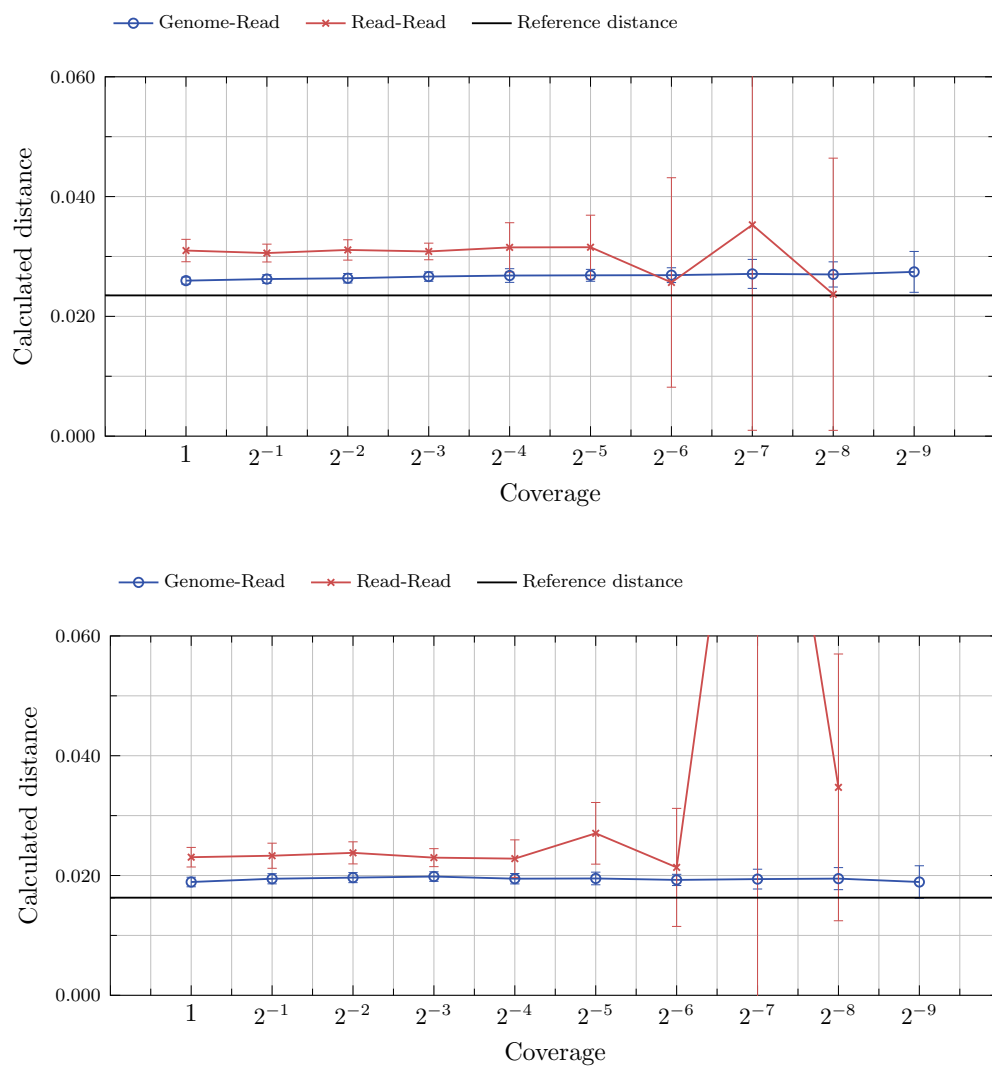 Genome-Read Read-Read Reference distance
0.060
0.040
0.020
0.000
Calculated distance
1 2⁻¹ 2⁻² 2⁻³ 2⁻⁴ 2⁻⁵ 2⁻⁶ 2⁻⁷ 2⁻⁸ 2⁻⁹
Coverage
Genome-Read Read-Read Reference distance
0.060
0.040
0.020
0.000
Calculated distance
1 2⁻¹ 2⁻² 2⁻³ 2⁻⁴ 2⁻⁵ 2⁻⁶ 2⁻⁷ 2⁻⁸ 2⁻⁹
Coverage